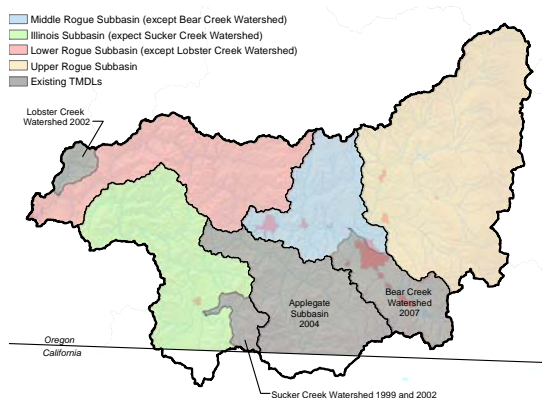 Middle Rogue Subbasin (except Bear Creek Watershed)
Illinois Subbasin (expect Sucker Creek Watershed)
Lower Rogue Subbasin (except Lobster Creek Watershed)
Upper Rogue Subbasin
Existing TMDLs
Lobster Creek
Watershed 2002
Applegate
Subbasin
2004
Bear Creek
Watershed
2007
Oregon
California
Sucker Creek Watershed 1999 and 2002